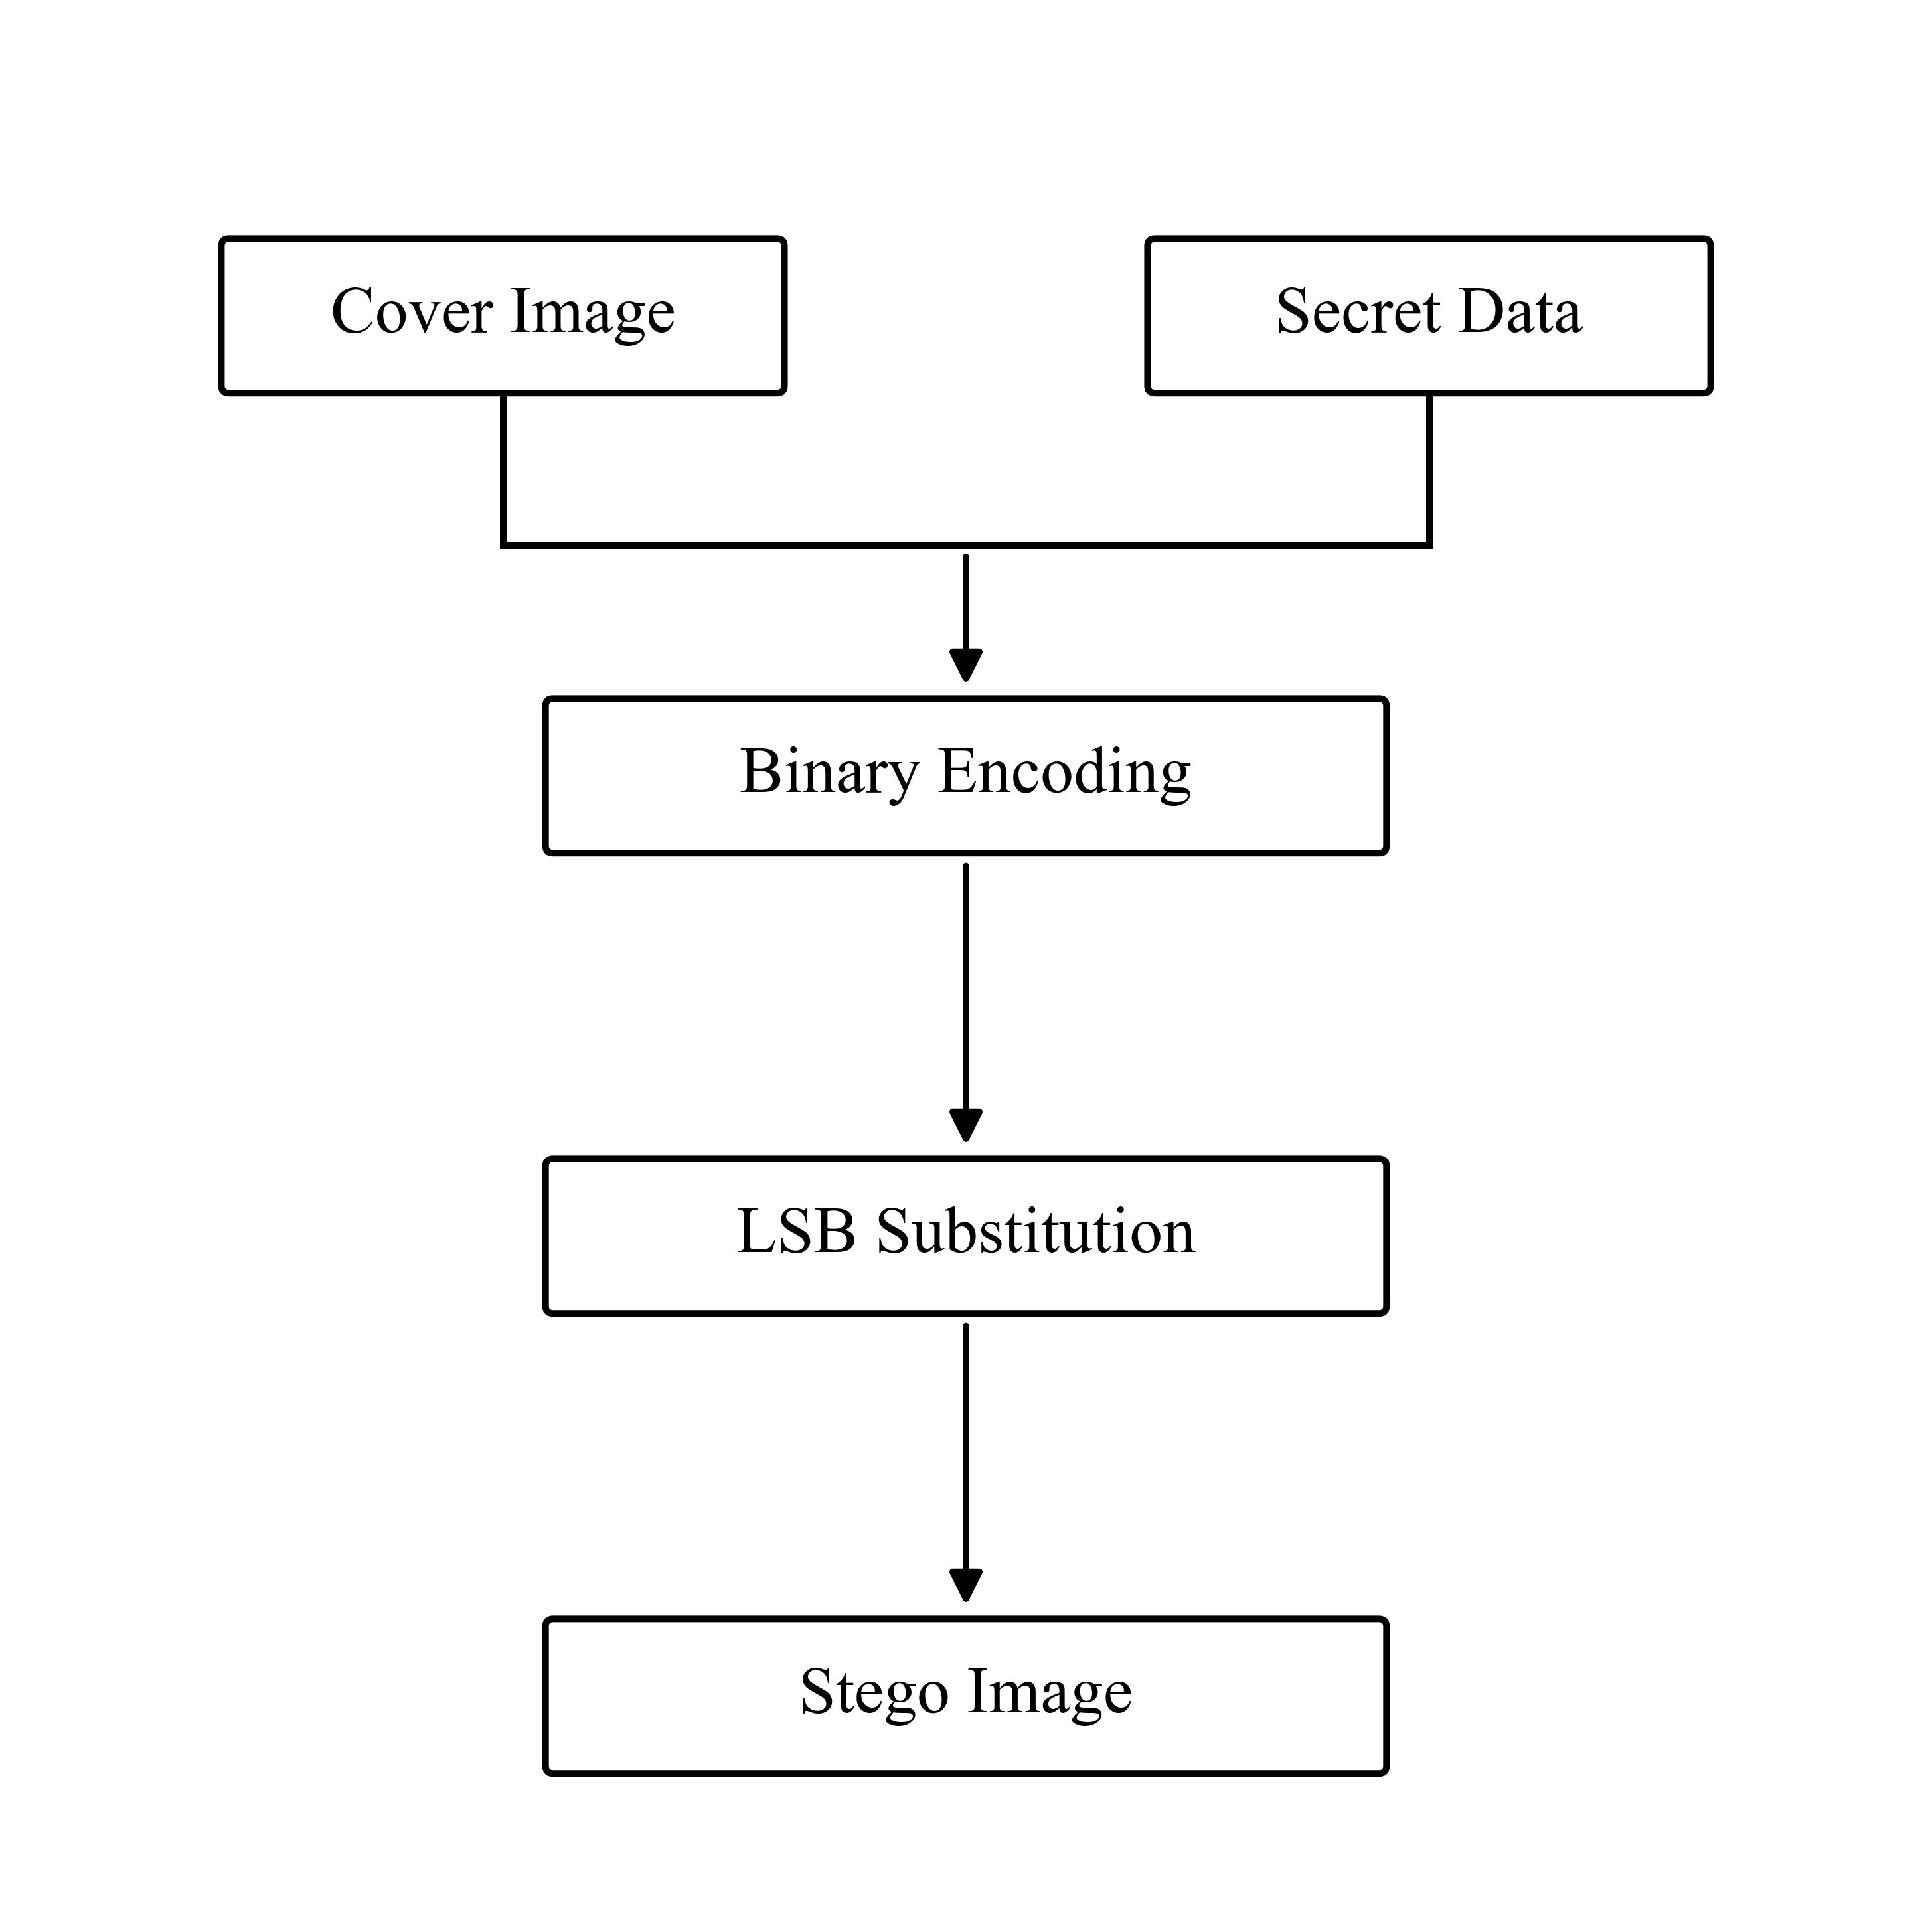 Cover Image
Secret Data
Binary Encoding
LSB Substitution
Stego Image